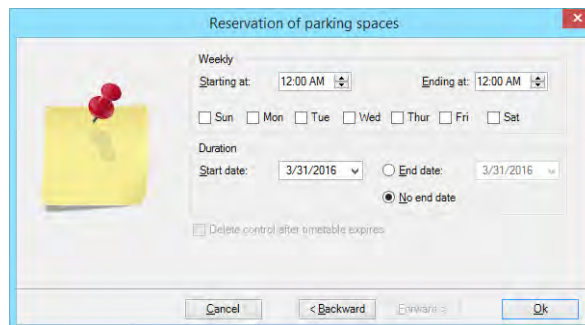 Reservation of parking spaces
Weekly
Starting at: 12:00 AM Ending at: 12:00 AM
Sun Mon Tue Wed Thur Fri Sat
Duration
Start date: 3/31/2016 End date: 3/31/2016
No end date
Delete control after timetable expires
Cancel < Backward Forward > Ok